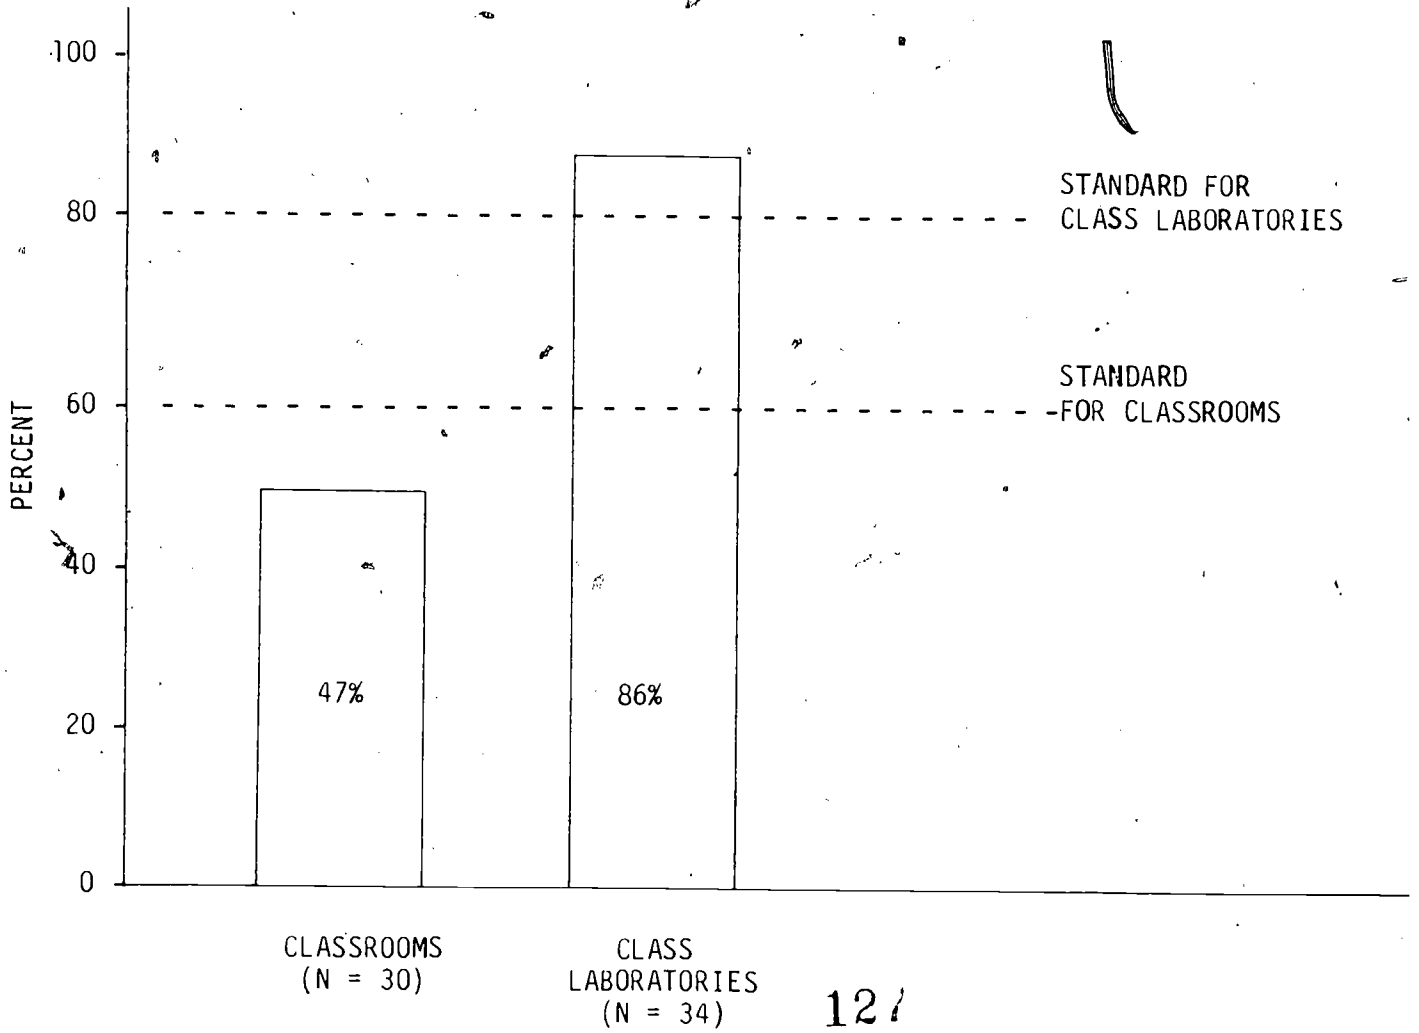 100
STANDARD FOR
80
CLASS LABORATORIES
STANDARD
60
FOR CLASSROOMS
PERCENT
40
47%
86%
20
0
CLASSROOMS
(N = 30)
CLASS
LABORATORIES
(N = 34)